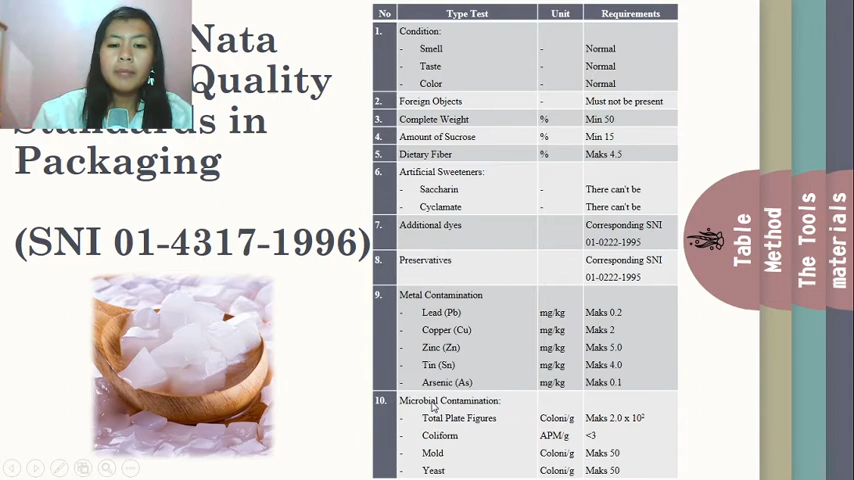 Nata
Quality
Standards in
Packaging
(SNI 01-4317-1996)
No Type Test Unit Requirements
1. Condition:
- Smell - Normal
- Taste - Normal
- Color - Normal
2. Foreign Objects - Must not be present
3. Complete Weight % Min 50
4. Amount of Sucrose % Min 15
5. Dietary Fiber % Maks 4.5
6. Artificial Sweeteners:
- Saccharin - There can't be
- Cyclamate - There can't be
7. Additional dyes Corresponding SNI
01-0222-1995
8. Preservatives Corresponding SNI
01-0222-1995
9. Metal Contamination
- Lead (Pb) mg/kg Maks 0.2
- Copper (Cu) mg/kg Maks 2
- Zinc (Zn) mg/kg Maks 5.0
- Tin (Sn) mg/kg Maks 4.0
- Arsenic (As) mg/kg Maks 0.1
10. Microbial Contamination:
- Total Plate Figures Coloni/g Maks 2.0 x 10²
- Coliform APM/g <3
- Mold Coloni/g Maks 50
- Yeast Coloni/g Maks 50
Table
Method
The Tools
materials